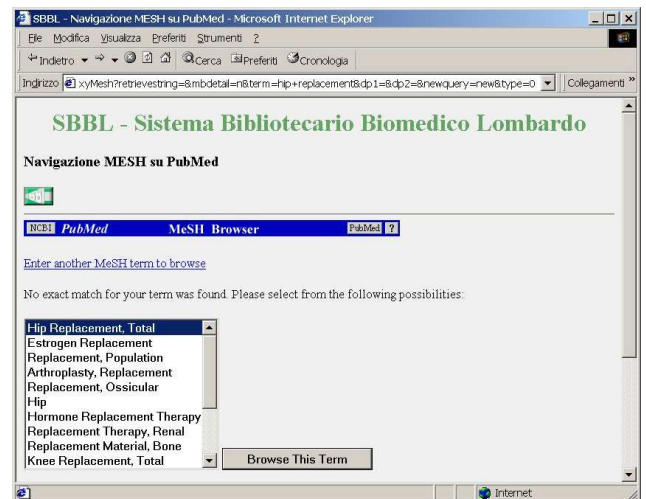 SBBL - Navigazione MESH su PubMed - Microsoft Internet Explorer
File Modifica Visualizza Preferiti Strumenti ?
Indietro Cerca Preferiti Cronologia
Indirizzo xyMesh?retrievestring=&mbdetail=n&term=hip+replacement&dp1=&dp2=&newquery=new&type=0 Collegamenti »
SBBL - Sistema Bibliotecario Biomedico Lombardo
Navigazione MESH su PubMed
NCBI PubMed MeSH Browser PubMed ?
Enter another MeSH term to browse
No exact match for your term was found. Please select from the following possibilities:
Hip Replacement, Total
Estrogen Replacement
Replacement, Population
Arthroplasty, Replacement
Replacement, Ossicular
Hip
Hormone Replacement Therapy
Replacement Therapy, Renal
Replacement Material, Bone
Knee Replacement, Total
Browse This Term
Internet